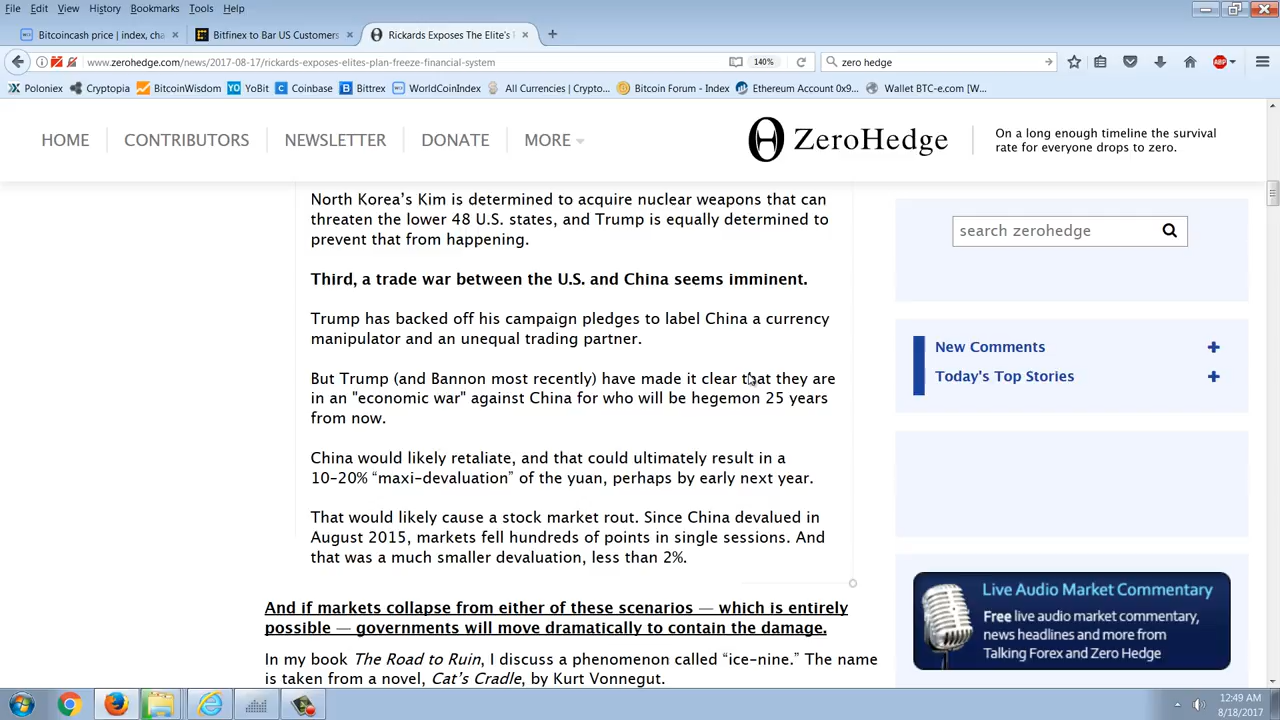 File Edit View History Bookmarks Tools Help
Bitcoincash price | index, cha × Bitfinex to Bar US Customers × Rickards Exposes The Elite's × +
www.zerohedge.com/news/2017-08-17/rickards-exposes-elites-plan-freeze-financial-system 140% zero hedge ABP
Poloniex Cryptopia BitcoinWisdom YoBit Coinbase Bittrex WorldCoinIndex All Currencies | Crypto... Bitcoin Forum - Index Ethereum Account 0x9... Wallet BTC-e.com [W...
HOME CONTRIBUTORS NEWSLETTER DONATE MORE ZeroHedge On a long enough timeline the survival
rate for everyone drops to zero.
North Korea's Kim is determined to acquire nuclear weapons that can
threaten the lower 48 U.S. states, and Trump is equally determined to
prevent that from happening.
Third, a trade war between the U.S. and China seems imminent.
Trump has backed off his campaign pledges to label China a currency
manipulator and an unequal trading partner.
But Trump (and Bannon most recently) have made it clear that they are
in an "economic war" against China for who will be hegemon 25 years
from now.
China would likely retaliate, and that could ultimately result in a
10-20% “maxi-devaluation” of the yuan, perhaps by early next year.
That would likely cause a stock market rout. Since China devalued in
August 2015, markets fell hundreds of points in single sessions. And
that was a much smaller devaluation, less than 2%.
And if markets collapse from either of these scenarios — which is entirely
possible — governments will move dramatically to contain the damage.
In my book The Road to Ruin, I discuss a phenomenon called “ice-nine.” The name
is taken from a novel, Cat's Cradle, by Kurt Vonnegut.
search zerohedge
New Comments +
Today's Top Stories +
Live Audio Market Commentary
Free live audio market commentary,
news headlines and more from
Talking Forex and Zero Hedge
12:49 AM
8/18/2017